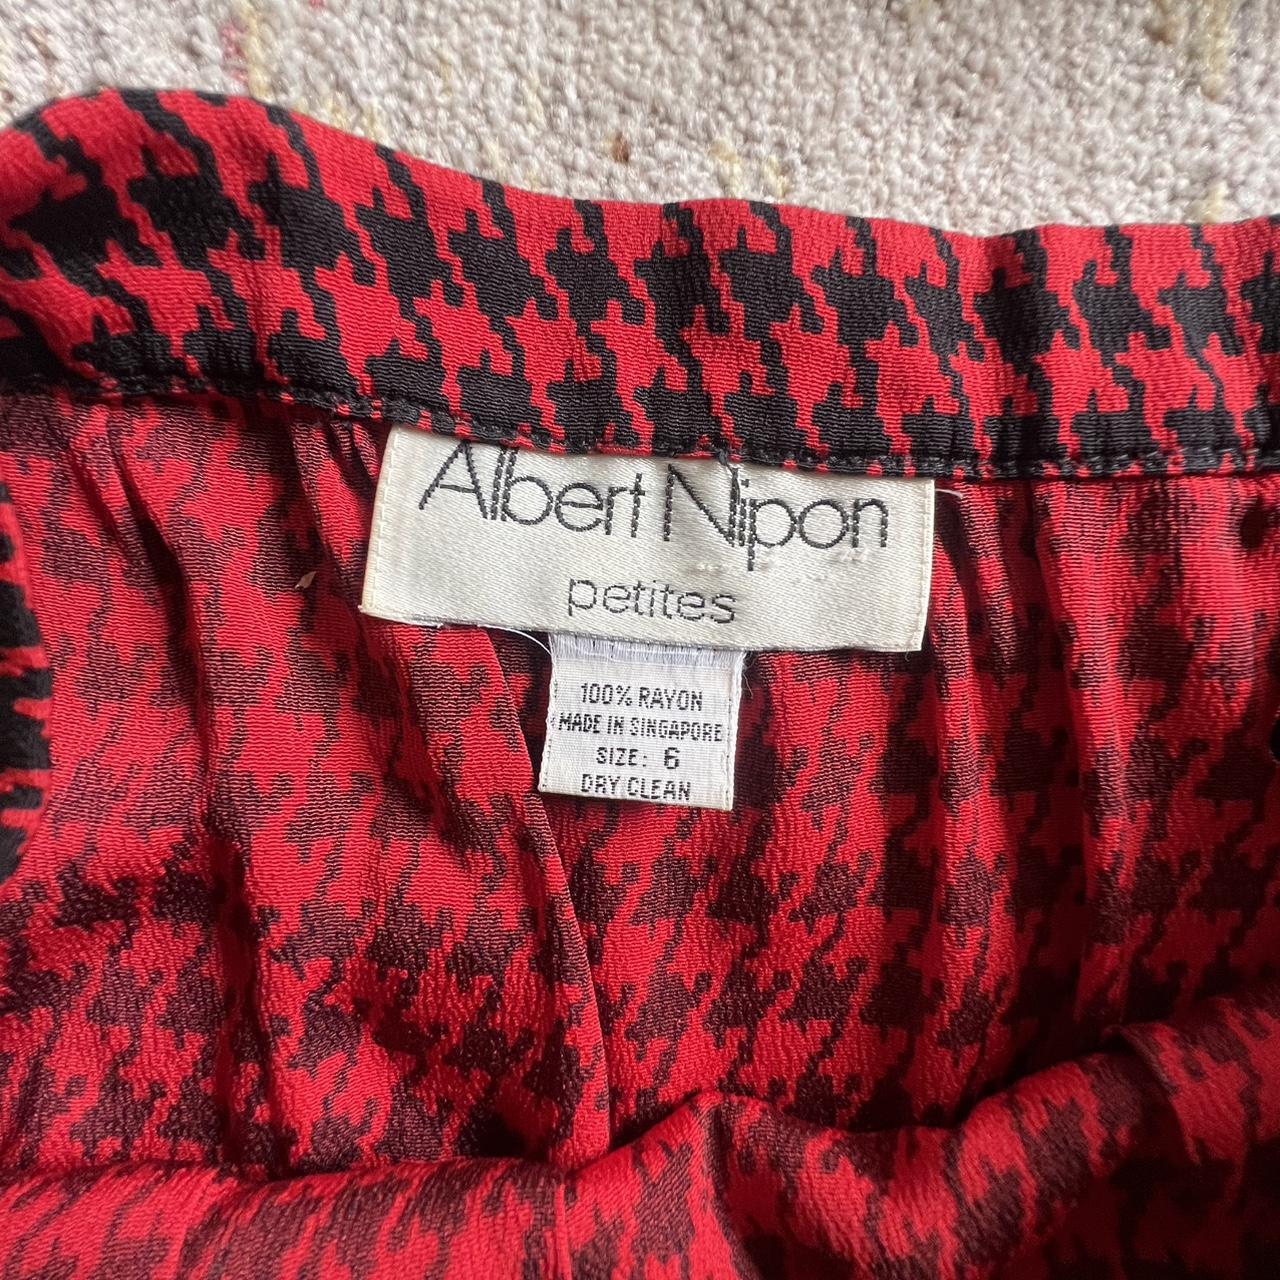 Albert Nipon
petites
100% RAYON
MADE IN SINGAPORE
SIZE: 6
DRY CLEAN